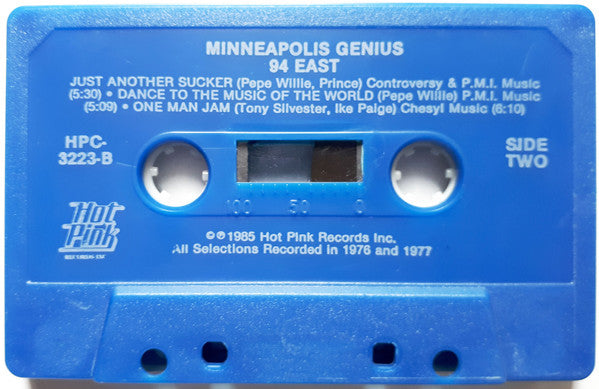 MINNEAPOLIS GENIUS
94 EAST
JUST ANOTHER SUCKER (Pepe Willie, Prince) Controversy & P.M.I. Music
(5:30) • DANCE TO THE MUSIC OF THE WORLD (Pepe Willie) P.M.I. Music
(5:09) • ONE MAN JAM (Tony Silvester, Ike Paige) Chesyl Music (6:10)
HPC-
3223-B
SIDE
TWO
100 50 0
Hot
Pink
©℗1985 Hot Pink Records Inc.
All Selections Recorded in 1976 and 1977